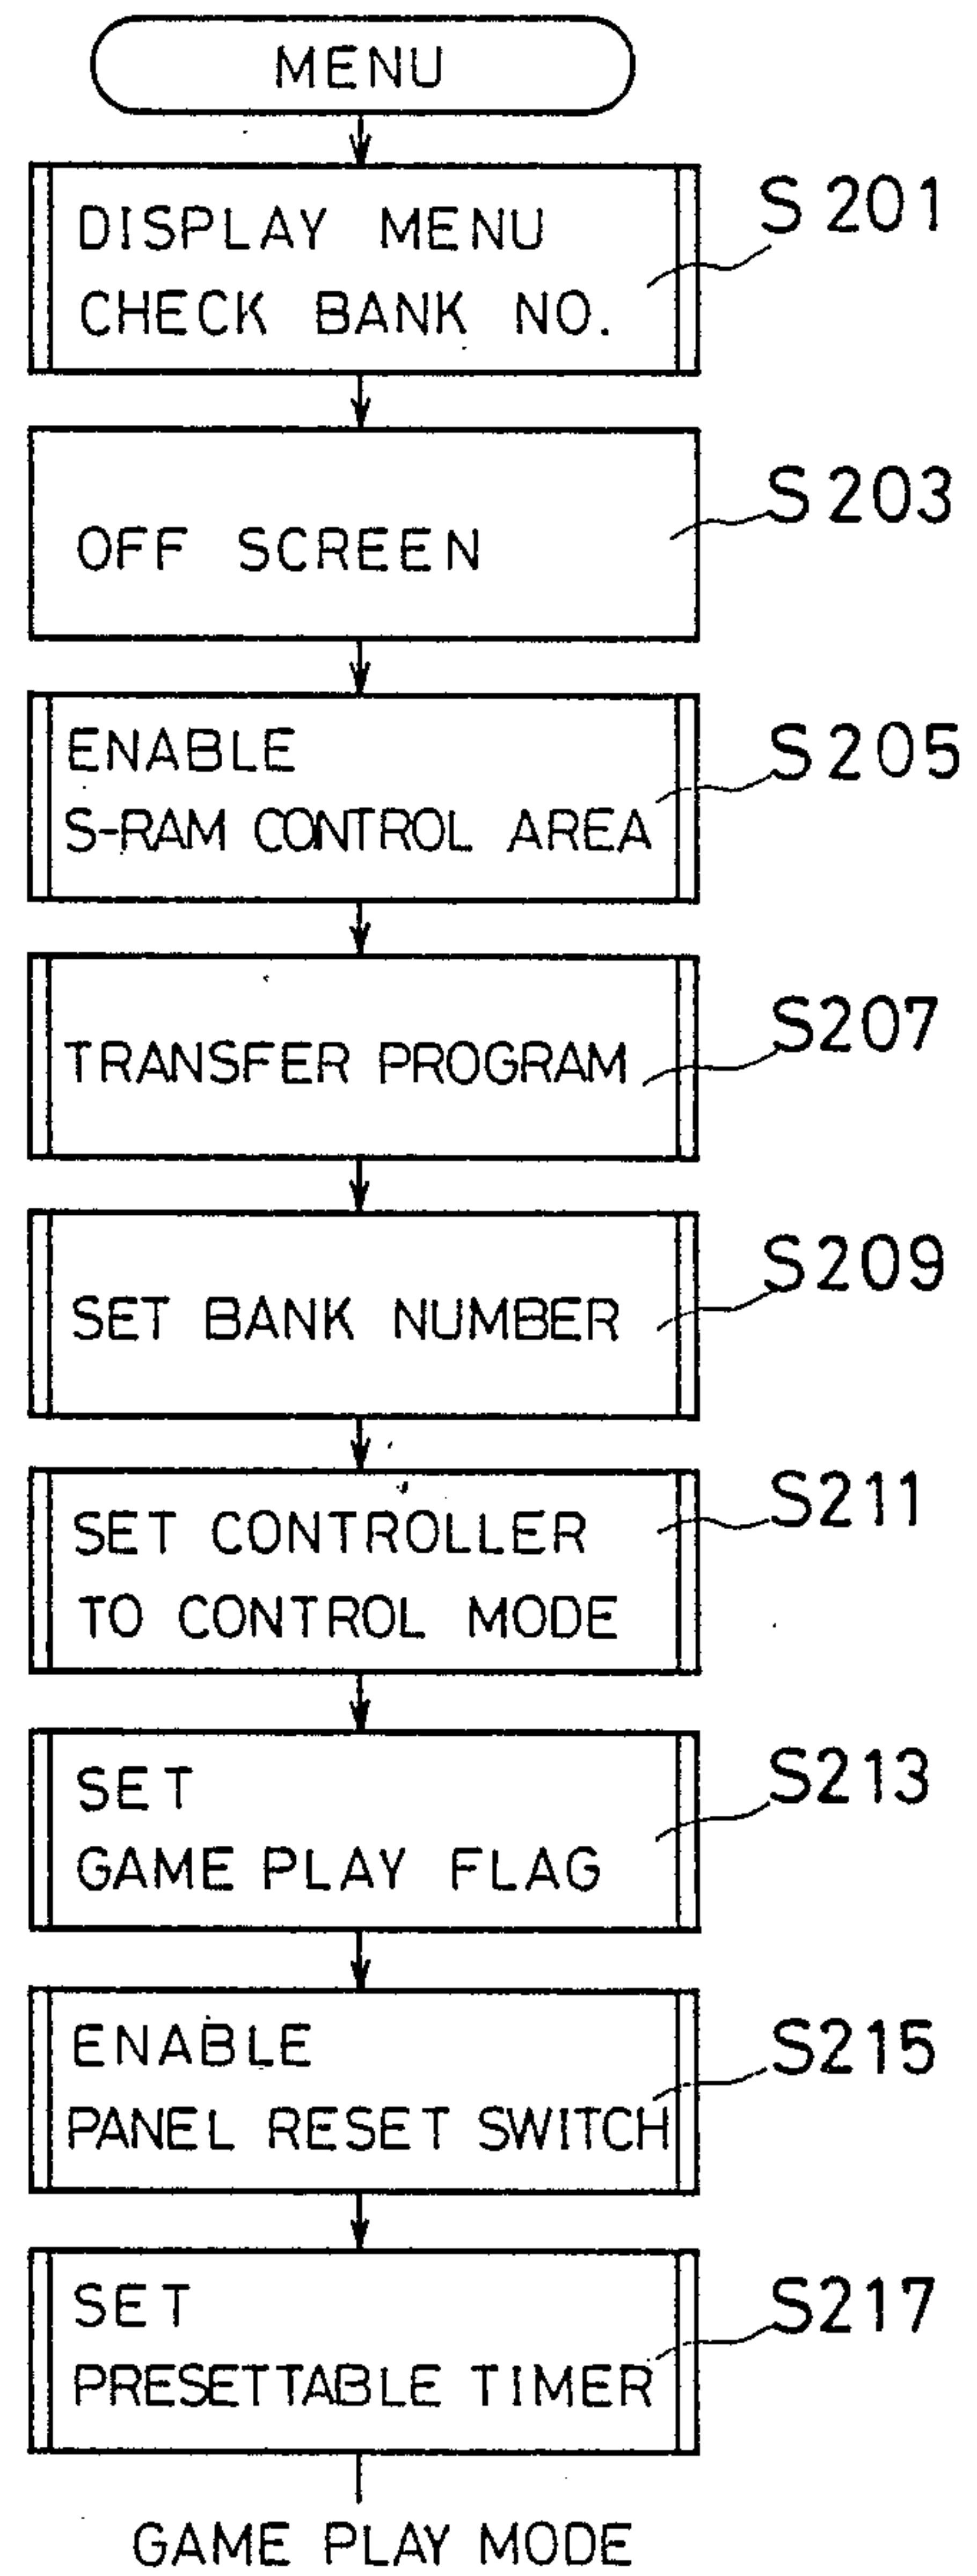 MENU
DISPLAY MENU
CHECK BANK NO.
S201
OFF SCREEN
S203
ENABLE
S-RAM CONTROL AREA
S205
TRANSFER PROGRAM
S207
SET BANK NUMBER
S209
SET CONTROLLER
TO CONTROL MODE
S211
SET
GAME PLAY FLAG
S213
ENABLE
PANEL RESET SWITCH
S215
SET
PRESETTABLE TIMER
S217
GAME PLAY MODE